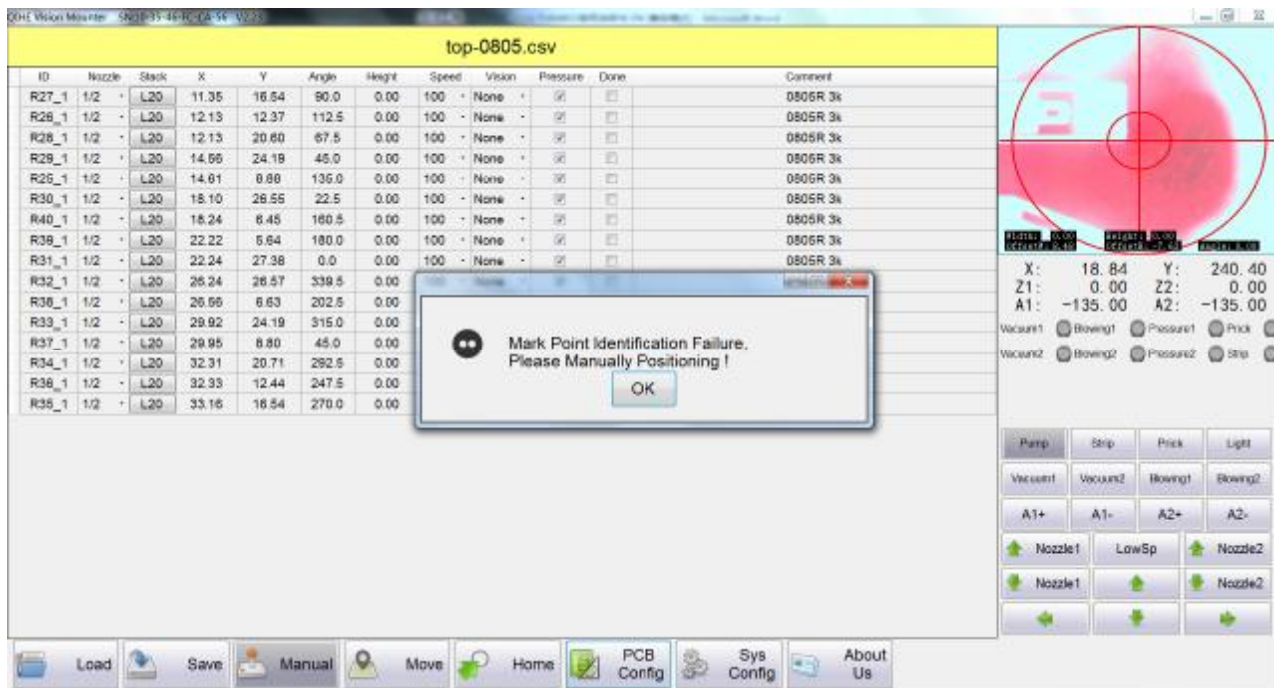 QIHE Vision Mounter
top-0805.csv
ID Nozzle Stack X Y Angle Height Speed Vision Pressure Done Comment
R27_1 1/2 L20 11.35 16.54 90.0 0.00 100 None 0805R 3k
R26_1 1/2 L20 12.13 12.37 112.5 0.00 100 None 0805R 3k
R28_1 1/2 L20 12.13 20.60 67.5 0.00 100 None 0805R 3k
R29_1 1/2 L20 14.56 24.19 45.0 0.00 100 None 0805R 3k
R25_1 1/2 L20 14.61 8.88 135.0 0.00 100 None 0805R 3k
R30_1 1/2 L20 18.10 26.55 22.5 0.00 100 None 0805R 3k
R40_1 1/2 L20 18.24 6.45 160.5 0.00 100 None 0805R 3k
R39_1 1/2 L20 22.22 5.64 180.0 0.00 100 None 0805R 3k
R31_1 1/2 L20 22.24 27.38 0.0 0.00 100 None 0805R 3k
R32_1 1/2 L20 26.24 26.57 339.5 0.00
R38_1 1/2 L20 26.56 6.63 202.5 0.00
R33_1 1/2 L20 29.92 24.19 315.0 0.00
R37_1 1/2 L20 29.95 8.80 45.0 0.00
R34_1 1/2 L20 32.31 20.71 292.5 0.00
R36_1 1/2 L20 32.33 12.44 247.5 0.00
R35_1 1/2 L20 33.16 16.54 270.0 0.00
Mark Point Identification Failure.
Please Manually Positioning !
OK
X: 18.84 Y: 240.40
Z1: 0.00 Z2: 0.00
A1: -135.00 A2: -135.00
Vacuum1 Blowing1 Pressure1 Prick
Vacuum2 Blowing2 Pressure2 Strip
Pump Strip Prick Light
Vacuum1 Vacuum2 Blowing1 Blowing2
A1+ A1- A2+ A2-
Nozzle1 LowSp Nozzle2
Nozzle1 Nozzle2
Load Save Manual Move Home PCB Config Sys Config About Us